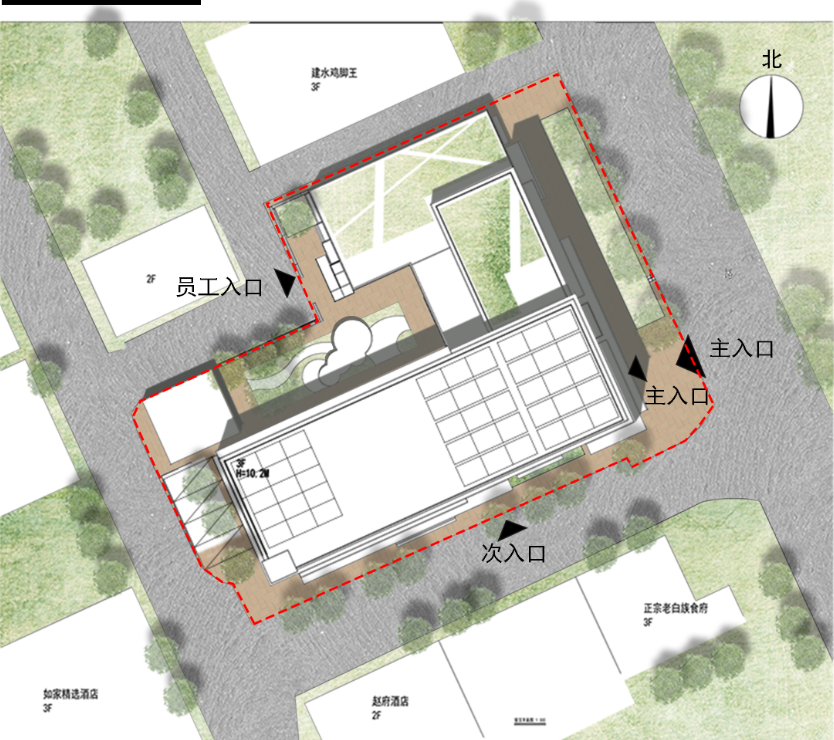 建水鸡脚王
3F
北
2F
员工入口
主入口
主入口
3F
H=10.2M
次入口
正宗老白族食府
3F
如家精选酒店
3F
赵府酒店
2F